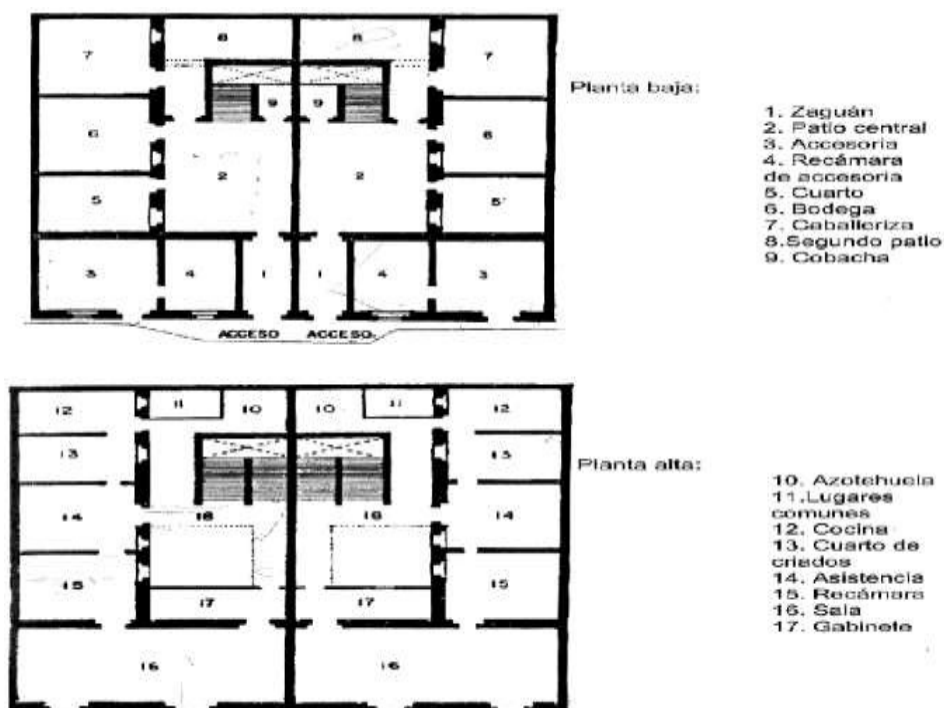 7 8 8 7
9 9
6 6
2 2
5 5
3 4 1 1 4 3
ACCESO ACCESO
Planta baja:
1. Zaguán
2. Patio central
3. Accesoria
4. Recámara
de accesoria
5. Cuarto
6. Bodega
7. Caballeriza
8.Segundo patio
9. Cobacha
12 11 10 10 11 12
13 13
14 18 18 14
15 15
17 17
16 16
Planta alta:
10. Azotehuela
11.Lugares
comunes
12. Cocina
13. Cuarto de
criados
14. Asistencia
15. Recámara
16. Sala
17. Gabinete